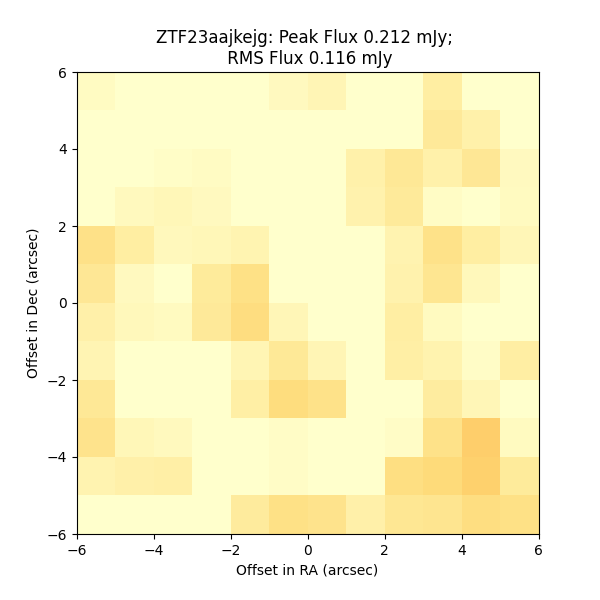 ZTF23aajkejg: Peak Flux 0.212 mJy;
RMS Flux 0.116 mJy
6
4
2
0
−2
−4
−6
Offset in Dec (arcsec)
−6 −4 −2 0 2 4 6
Offset in RA (arcsec)